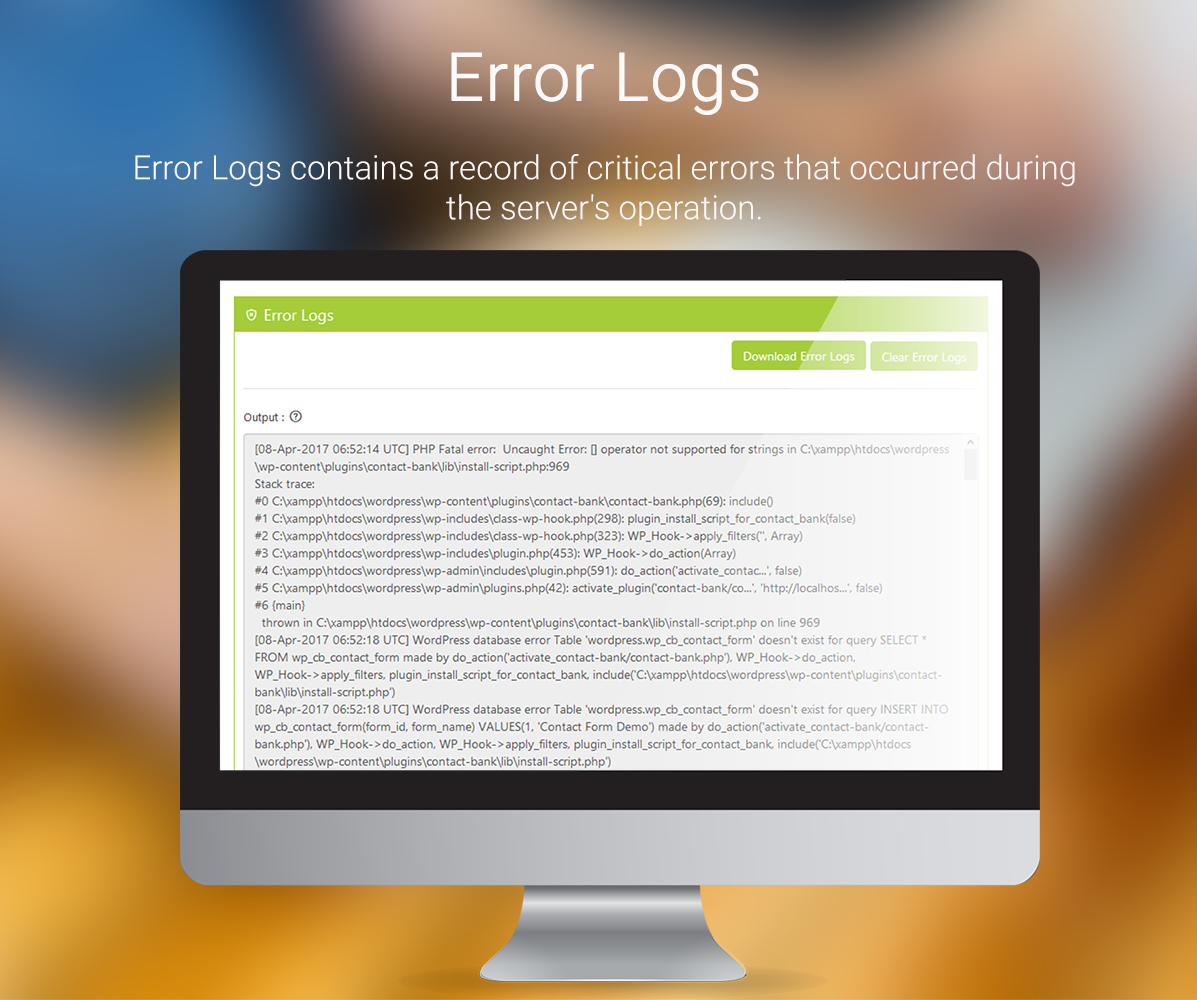 Error Logs
Error Logs contains a record of critical errors that occurred during
the server's operation.
Error Logs
Download Error Logs
Clear Error Logs
Output :
[08-Apr-2017 06:52:14 UTC] PHP Fatal error:  Uncaught Error: [] operator not supported for strings in C:\xampp\htdocs\wordpress
\wp-content\plugins\contact-bank\lib\install-script.php:969
Stack trace:
#0 C:\xampp\htdocs\wordpress\wp-content\plugins\contact-bank\contact-bank.php(69): include()
#1 C:\xampp\htdocs\wordpress\wp-includes\class-wp-hook.php(298): plugin_install_script_for_contact_bank(false)
#2 C:\xampp\htdocs\wordpress\wp-includes\class-wp-hook.php(323): WP_Hook->apply_filters('', Array)
#3 C:\xampp\htdocs\wordpress\wp-includes\plugin.php(453): WP_Hook->do_action(Array)
#4 C:\xampp\htdocs\wordpress\wp-admin\includes\plugin.php(591): do_action('activate_contac...', false)
#5 C:\xampp\htdocs\wordpress\wp-admin\plugins.php(42): activate_plugin('contact-bank/co...', 'http://localhos...', false)
#6 {main}
  thrown in C:\xampp\htdocs\wordpress\wp-content\plugins\contact-bank\lib\install-script.php on line 969
[08-Apr-2017 06:52:18 UTC] WordPress database error Table 'wordpress.wp_cb_contact_form' doesn't exist for query SELECT *
FROM wp_cb_contact_form made by do_action('activate_contact-bank/contact-bank.php'), WP_Hook->do_action,
WP_Hook->apply_filters, plugin_install_script_for_contact_bank, include('C:\xampp\htdocs\wordpress\wp-content\plugins\contact-
bank\lib\install-script.php')
[08-Apr-2017 06:52:18 UTC] WordPress database error Table 'wordpress.wp_cb_contact_form' doesn't exist for query INSERT INTO
wp_cb_contact_form(form_id, form_name) VALUES(1, 'Contact Form Demo') made by do_action('activate_contact-bank/contact-
bank.php'), WP_Hook->do_action, WP_Hook->apply_filters, plugin_install_script_for_contact_bank, include('C:\xampp\htdocs
\wordpress\wp-content\plugins\contact-bank\lib\install-script.php')